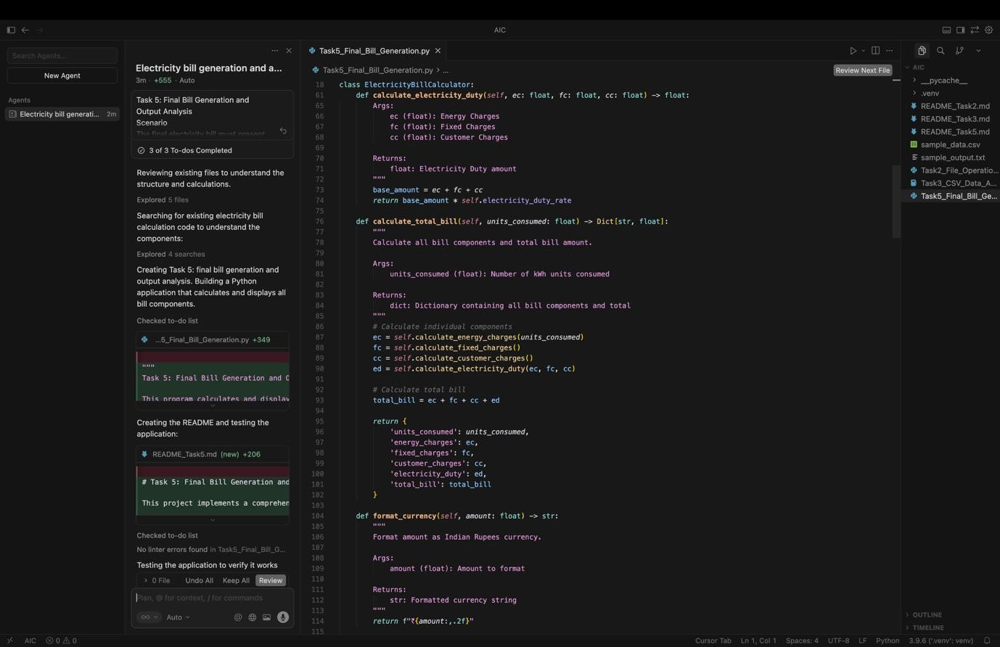 AIC
Search Agents...
New Agent
Agents
Electricity bill generati... 2m
Electricity bill generation and a...
3m · +555 · Auto
Task 5: Final Bill Generation and
Output Analysis
Scenario
The final electricity bill must present
3 of 3 To-dos Completed
Reviewing existing files to understand the
structure and calculations.
Explored 5 files
Searching for existing electricity bill
calculation code to understand the
components:
Explored 4 searches
Creating Task 5: final bill generation and
output analysis. Building a Python
application that calculates and displays all
bill components.
Checked to-do list
...5_Final_Bill_Generation.py +349
"""
Task 5: Final Bill Generation and O
This program calculates and display
Creating the README and testing the
application:
README_Task5.md (new) +206
# Task 5: Final Bill Generation and
This project implements a comprehen
Checked to-do list
No linter errors found in Task5_Final_Bill_G...
Testing the application to verify it works
0 File Undo All Keep All Review
Plan, @ for context, / for commands
Auto
Task5_Final_Bill_Generation.py
Task5_Final_Bill_Generation.py > ...
Review Next File
18 class ElectricityBillCalculator:
61 def calculate_electricity_duty(self, ec: float, fc: float, cc: float) -> float:
65 Args:
66 ec (float): Energy Charges
67 fc (float): Fixed Charges
68 cc (float): Customer Charges
69
70 Returns:
71 float: Electricity Duty amount
72 """
73 base_amount = ec + fc + cc
74 return base_amount * self.electricity_duty_rate
75
76 def calculate_total_bill(self, units_consumed: float) -> Dict[str, float]:
77 """
78 Calculate all bill components and total bill amount.
79
80 Args:
81 units_consumed (float): Number of kWh units consumed
82
83 Returns:
84 dict: Dictionary containing all bill components and total
85 """
86 # Calculate individual components
87 ec = self.calculate_energy_charges(units_consumed)
88 fc = self.calculate_fixed_charges()
89 cc = self.calculate_customer_charges()
90 ed = self.calculate_electricity_duty(ec, fc, cc)
91
92 # Calculate total bill
93 total_bill = ec + fc + cc + ed
94
95 return {
96 'units_consumed': units_consumed,
97 'energy_charges': ec,
98 'fixed_charges': fc,
99 'customer_charges': cc,
100 'electricity_duty': ed,
101 'total_bill': total_bill
102 }
103
104 def format_currency(self, amount: float) -> str:
105 """
106 Format amount as Indian Rupees currency.
107
108 Args:
109 amount (float): Amount to format
110
111 Returns:
112 str: Formatted currency string
113 """
114 return f"₹{amount:,.2f}"
115
AIC
__pycache__
.venv
README_Task2.md
README_Task3.md
README_Task5.md
sample_data.csv
sample_output.txt
Task2_File_Operatio...
Task3_CSV_Data_A...
Task5_Final_Bill_Ge...
OUTLINE
TIMELINE
AIC 0 0
Cursor Tab Ln 1, Col 1 Spaces: 4 UTF-8 LF Python 3.9.6 ('.venv': venv)